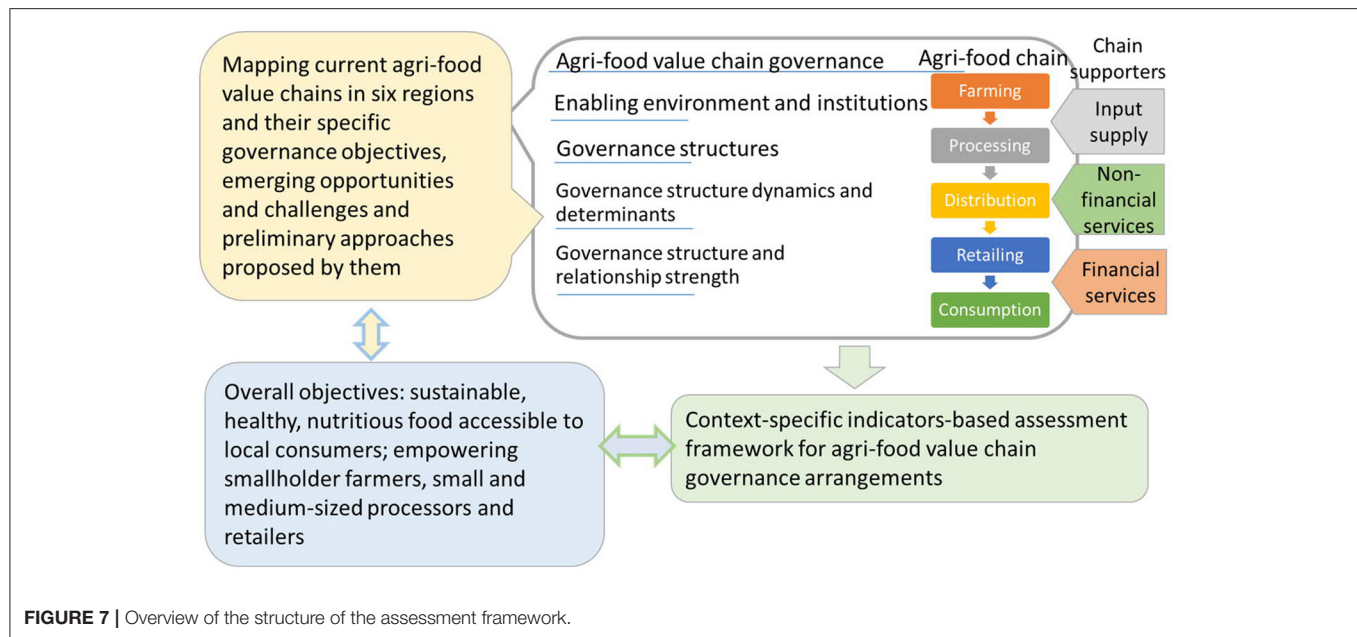 Mapping current agri-food
value chains in six regions
and their specific
governance objectives,
emerging opportunities
and challenges and
preliminary approaches
proposed by them
Agri-food value chain governance
Enabling environment and institutions
Governance structures
Governance structure dynamics and
determinants
Governance structure and
relationship strength
Agri-food chain
Farming
Processing
Distribution
Retailing
Consumption
Chain
supporters
Input
supply
Non-
financial
services
Financial
services
Overall objectives: sustainable,
healthy, nutritious food accessible to
local consumers; empowering
smallholder farmers, small and
medium-sized processors and
retailers
Context-specific indicators-based assessment
framework for agri-food value chain
governance arrangements
FIGURE 7 | Overview of the structure of the assessment framework.